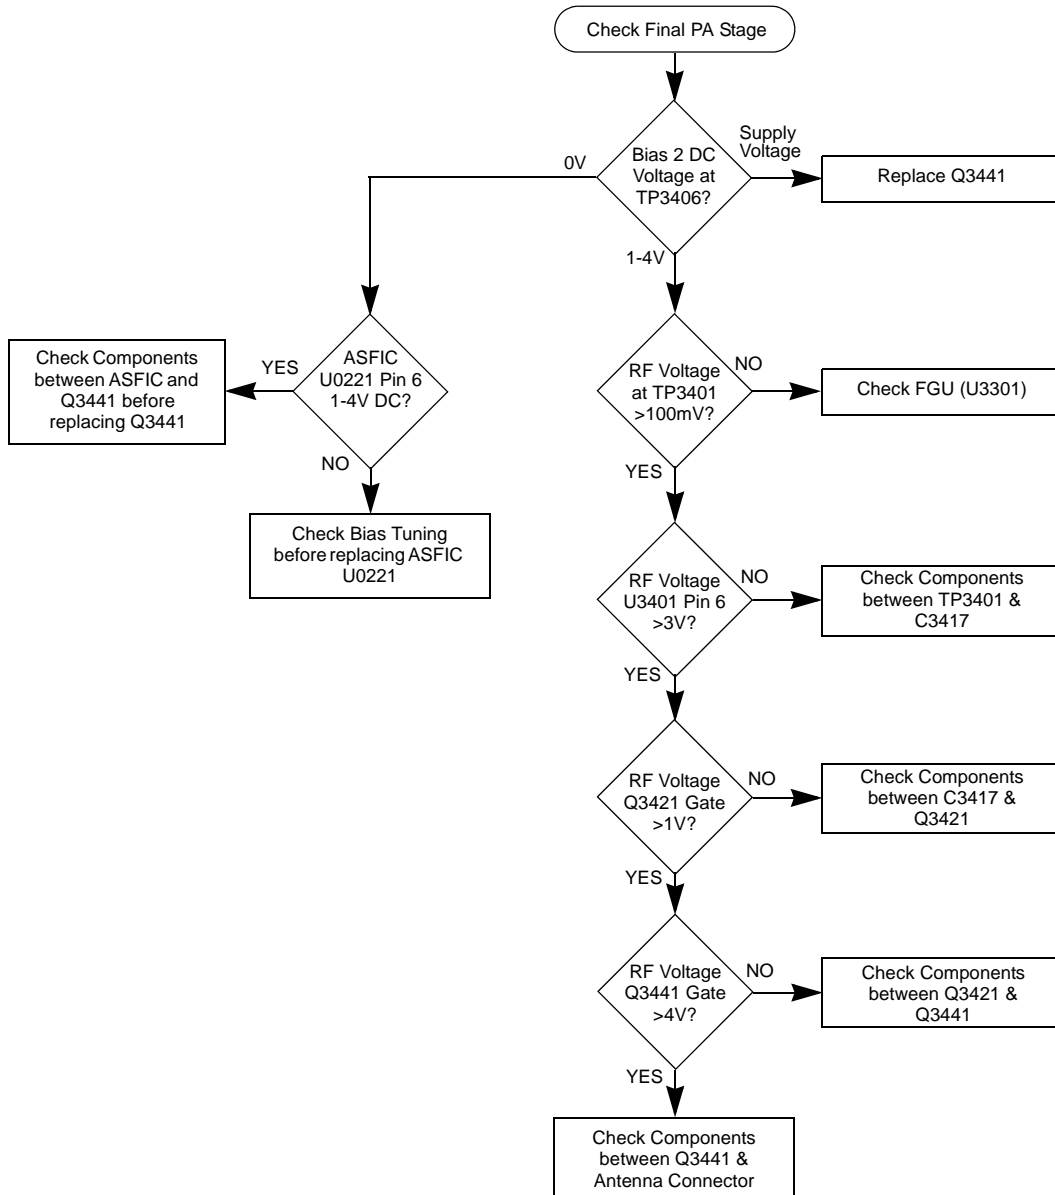 Check Final PA Stage
Bias 2 DC
Voltage at
TP3406?
0V
Supply
Voltage
Replace Q3441
1-4V
ASFIC
U0221 Pin 6
1-4V DC?
YES
Check Components
between ASFIC and
Q3441 before
replacing Q3441
NO
Check Bias Tuning
before replacing ASFIC
U0221
RF Voltage
at TP3401
>100mV?
NO
Check FGU (U3301)
YES
RF Voltage
U3401 Pin 6
>3V?
NO
Check Components
between TP3401 &
C3417
YES
RF Voltage
Q3421 Gate
>1V?
NO
Check Components
between C3417 &
Q3421
YES
RF Voltage
Q3441 Gate
>4V?
NO
Check Components
between Q3421 &
Q3441
YES
Check Components
between Q3441 &
Antenna Connector